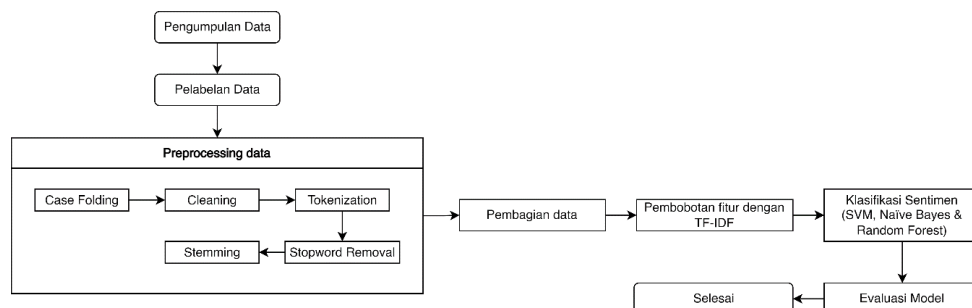 Pengumpulan Data
Pelabelan Data
Preprocessing data
Case Folding
Cleaning
Tokenization
Stopword Removal
Stemming
Pembagian data
Pembobotan fitur dengan
TF-IDF
Klasifikasi Sentimen
(SVM, Naïve Bayes &
Random Forest)
Evaluasi Model
Selesai